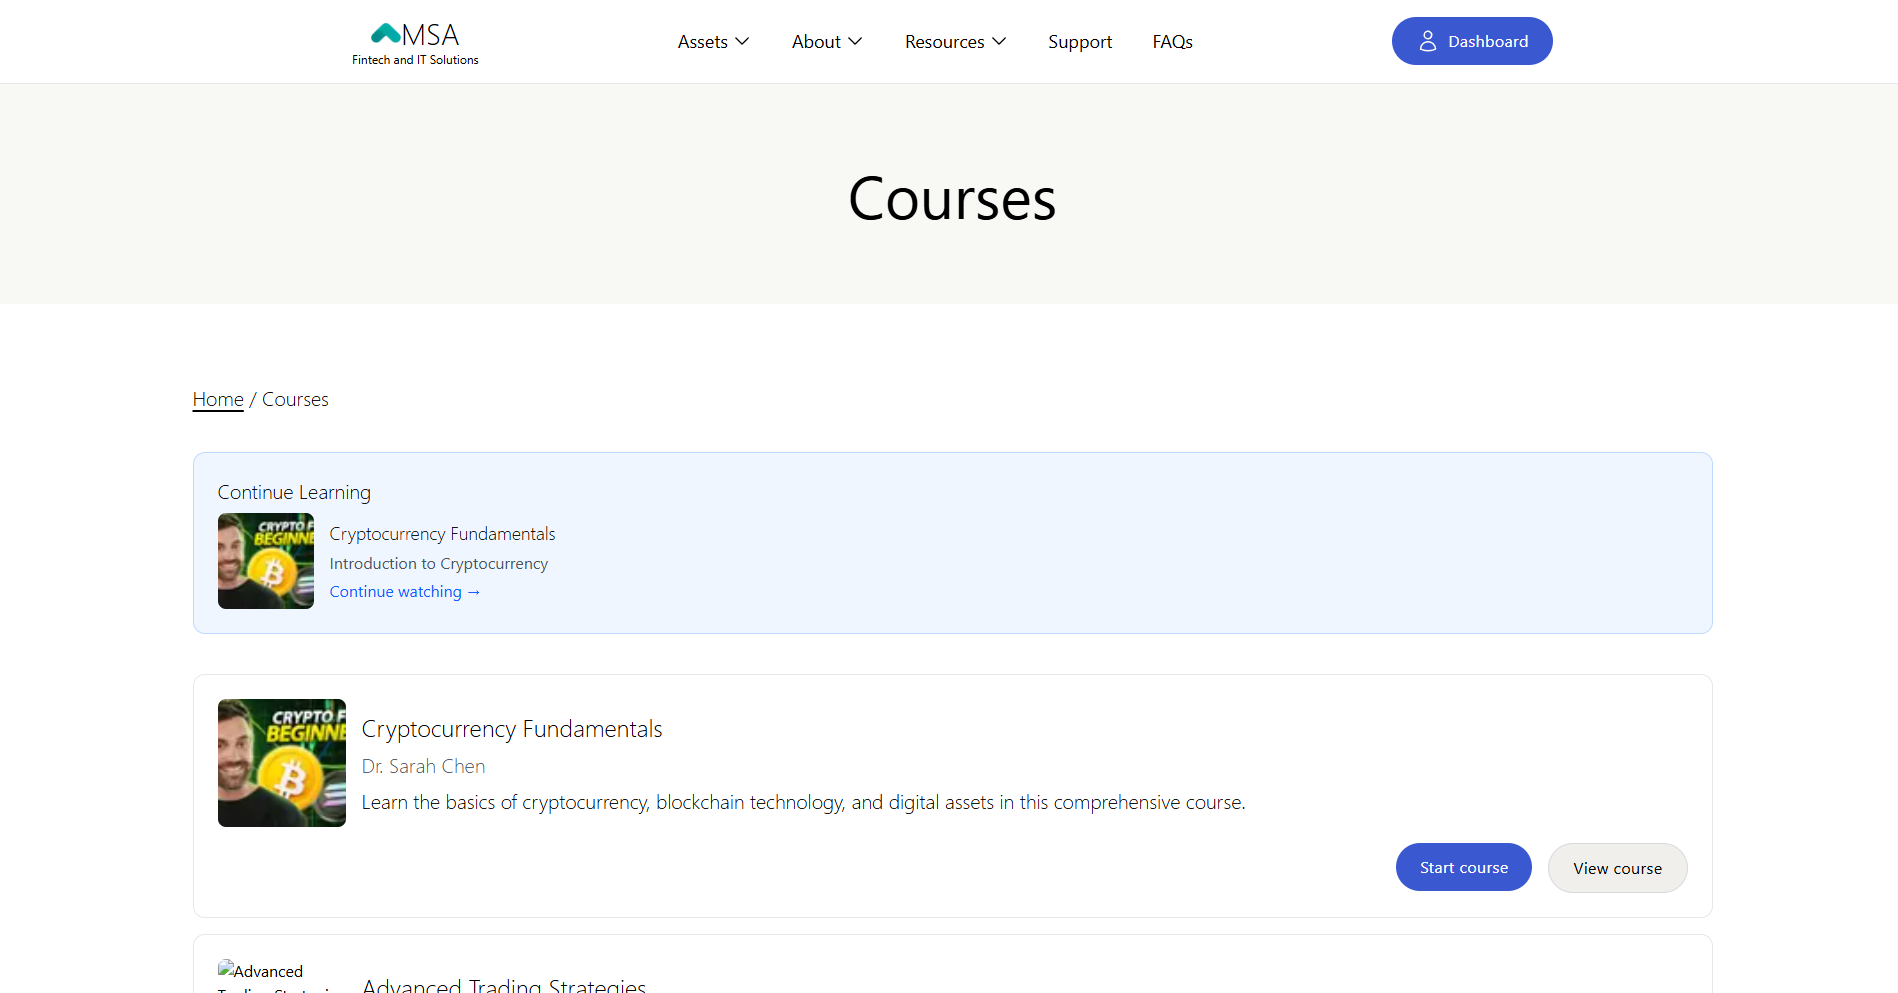 MSA
Fintech and IT Solutions
Assets
About
Resources
Support
FAQs
Dashboard
Courses
Home / Courses
Continue Learning
CRYPTO F
BEGINNE
Cryptocurrency Fundamentals
Introduction to Cryptocurrency
Continue watching →
CRYPTO F
BEGINNE
Cryptocurrency Fundamentals
Dr. Sarah Chen
Learn the basics of cryptocurrency, blockchain technology, and digital assets in this comprehensive course.
Start course
View course
Advanced
Advanced Trading Strategies